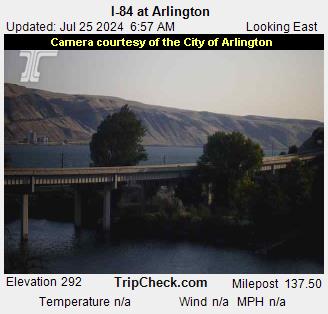 I-84 at Arlington
Updated: Jul 25 2024 6:57 AM Looking East
Camera courtesy of the City of Arlington
Elevation 292 TripCheck.com Milepost 137.50
Temperature n/a Wind n/a MPH n/a